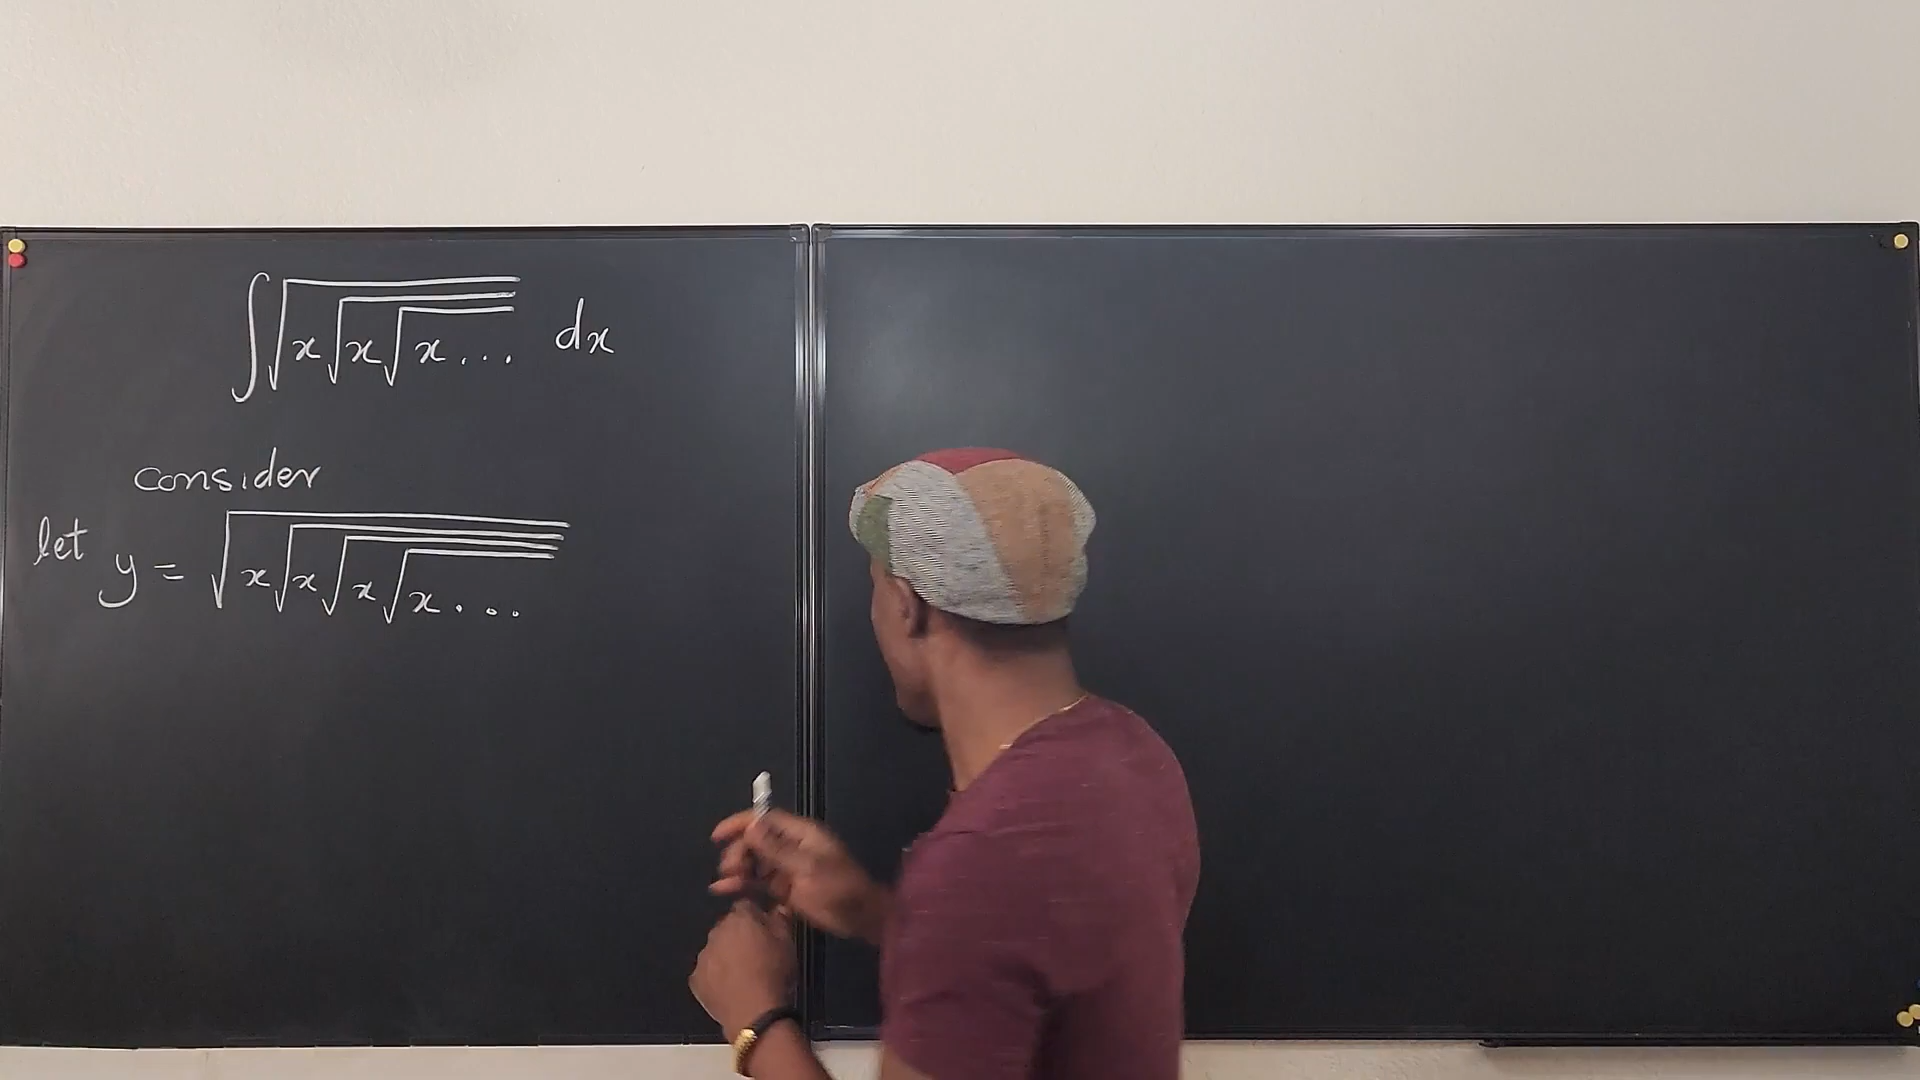 ∫√x√x√x... dx
consider
let y = √x√x√x√x...